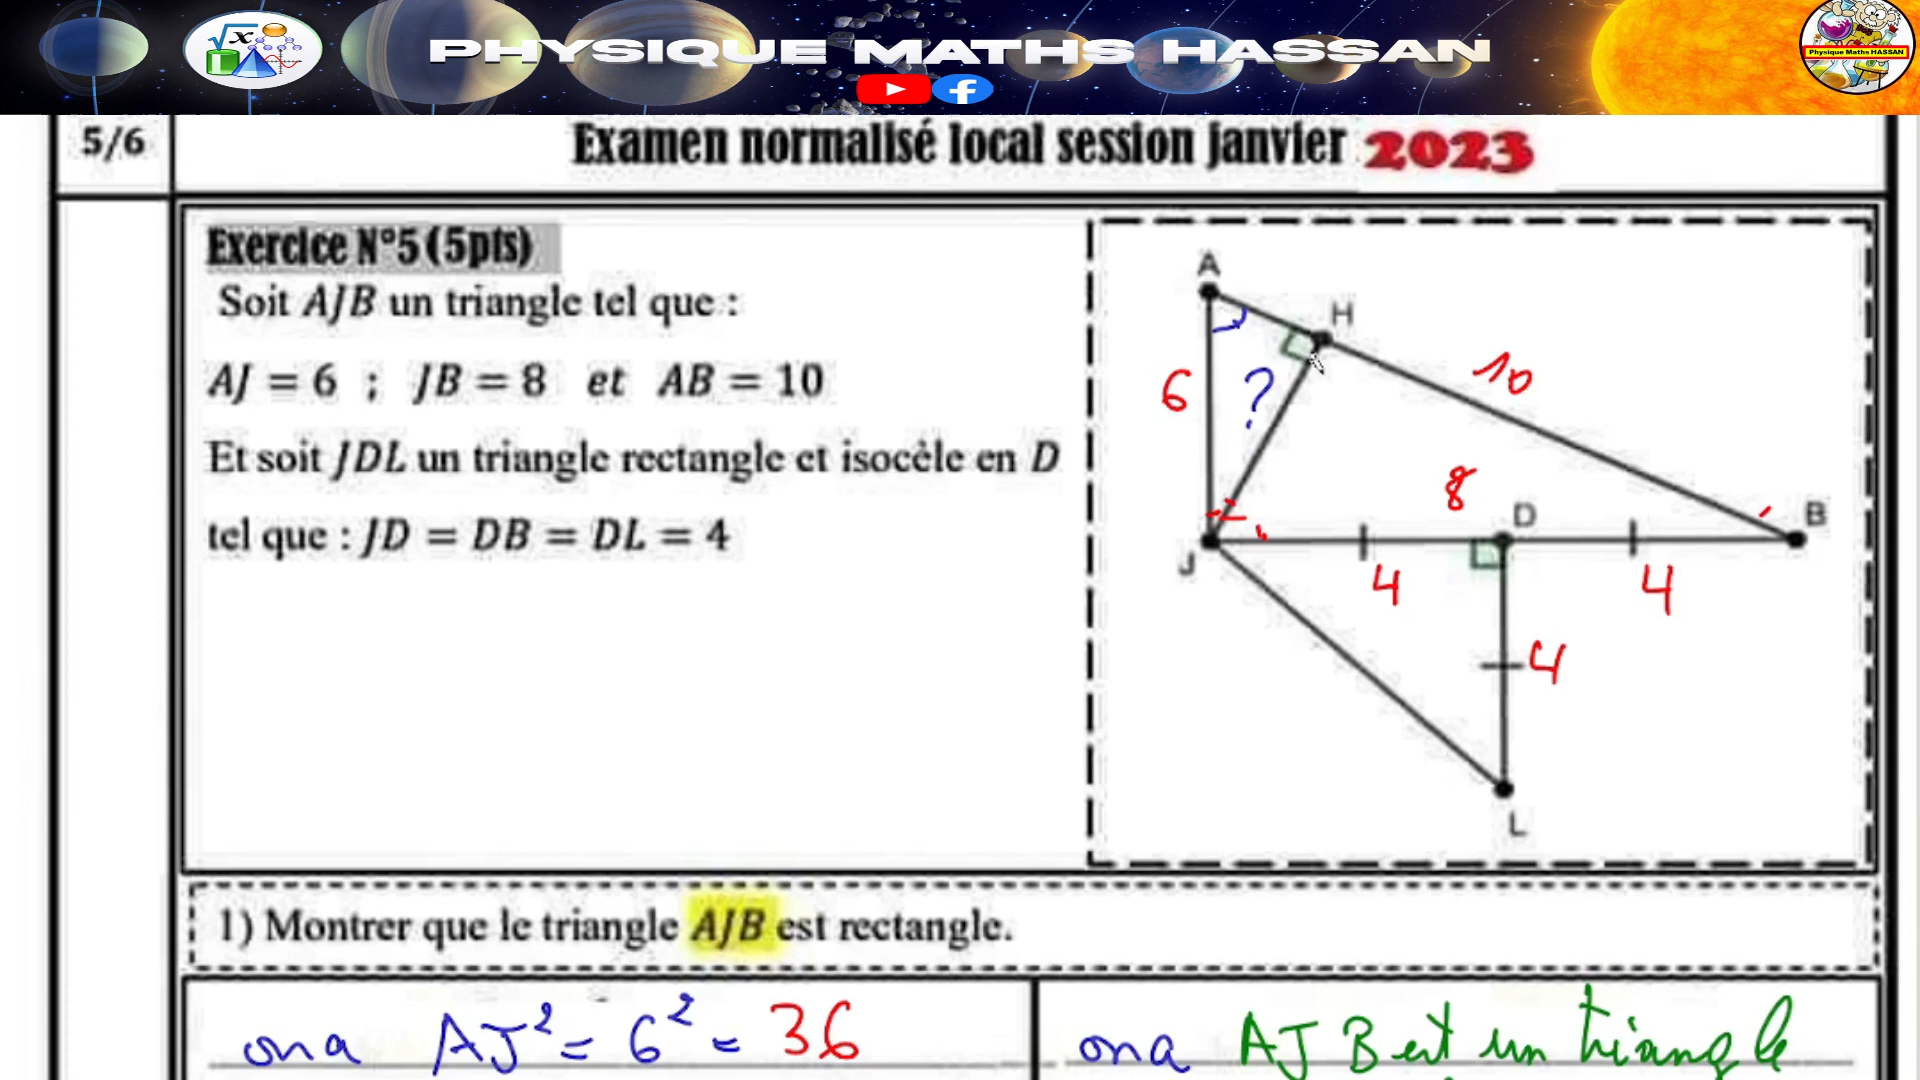 PHYSIQUE MATHS HASSAN
Physique Maths HASSAN
5/6
Examen normalisé local session janvier 2023
Exercice N°5 (5pts)
Soit AJB un triangle tel que :
AJ = 6 ; JB = 8 et AB = 10
Et soit JDL un triangle rectangle et isocèle en D
tel que : JD = DB = DL = 4
A
H
10
6
?
8
D
B
J
4
4
4
L
1) Montrer que le triangle AJB est rectangle.
ona AJ² = 6² = 36
ona AJB est un triangle